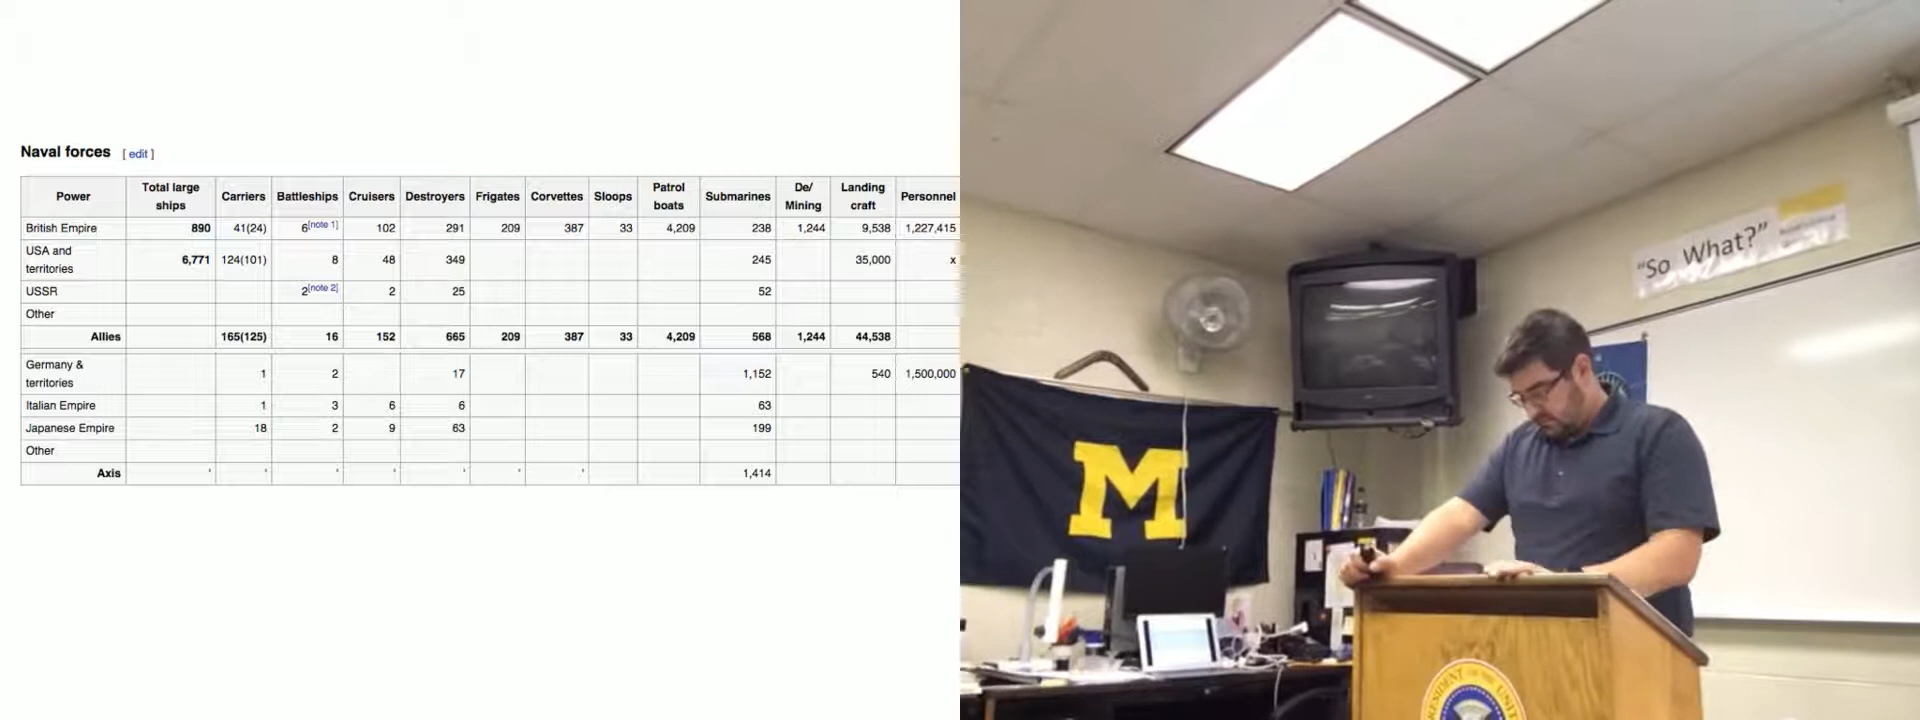 Naval forces [ edit ]
Power Total large ships Carriers Battleships Cruisers Destroyers Frigates Corvettes Sloops Patrol boats Submarines De/ Mining Landing craft Personnel
British Empire 890 41(24) 6[note 1] 102 291 209 387 33 4,209 238 1,244 9,538 1,227,415
USA and territories 6,771 124(101) 8 48 349 245 35,000 x
USSR 2[note 2] 2 25 52
Other
Allies 165(125) 16 152 665 209 387 33 4,209 568 1,244 44,538
Germany & territories 1 2 17 1,152 540 1,500,000
Italian Empire 1 3 6 6 63
Japanese Empire 18 2 9 63 199
Other
Axis 1,414
"So What?"
M
PRESIDENT OF THE UNIT